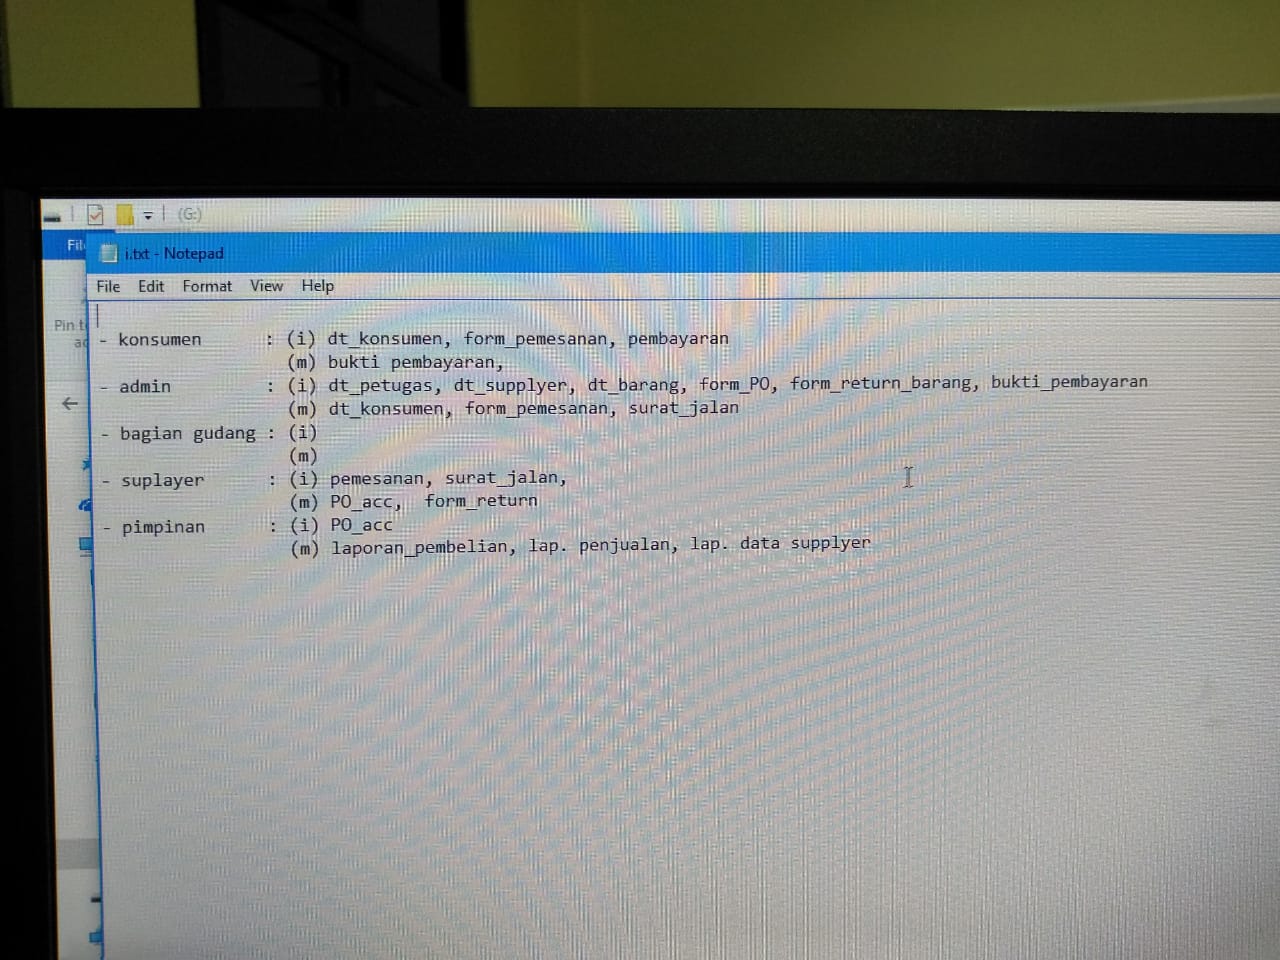 (G:)
File
i.txt - Notepad
File Edit Format View Help
Pin t
- konsumen : (i) dt_konsumen, form_pemesanan, pembayaran
(m) bukti pembayaran,
- admin : (i) dt_petugas, dt_supplyer, dt_barang, form_PO, form_return_barang, bukti_pembayaran
(m) dt_konsumen, form_pemesanan, surat_jalan
- bagian gudang : (i)
(m)
- suplayer : (i) pemesanan, surat_jalan,
(m) PO_acc, form_return
- pimpinan : (i) PO_acc
(m) laporan_pembelian, lap. penjualan, lap. data supplyer